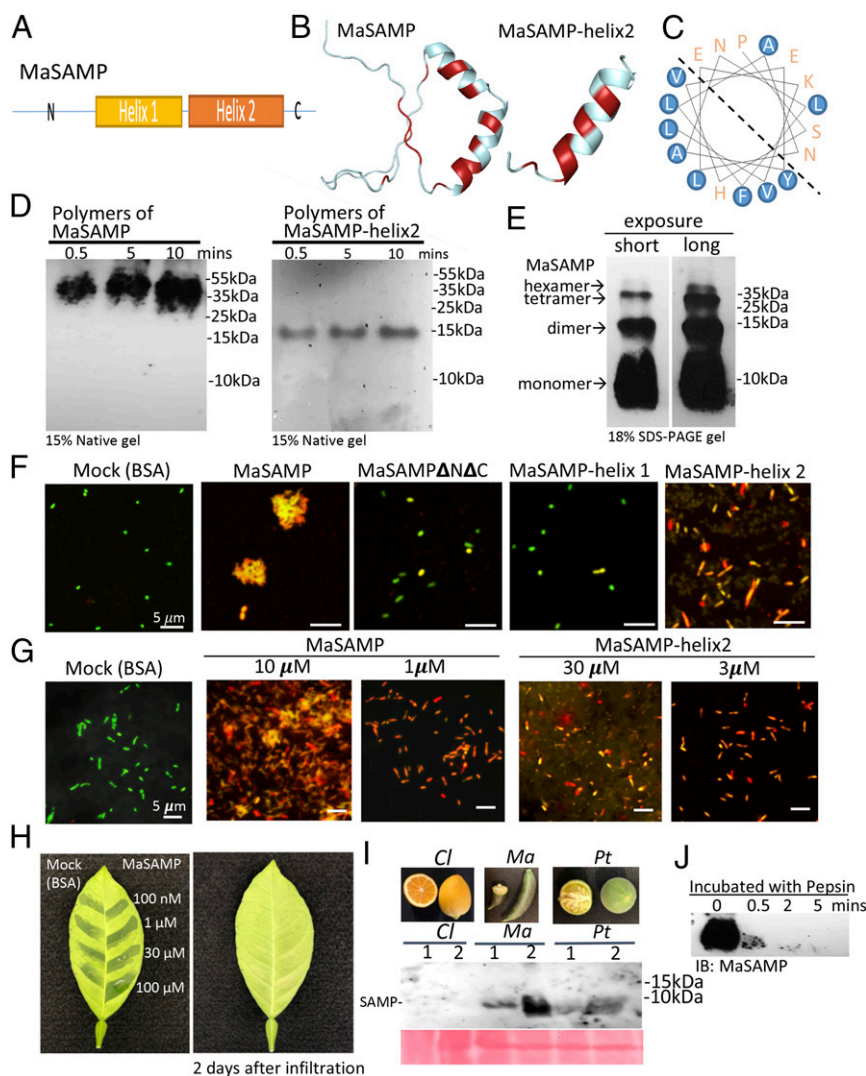 A
MaSAMP
N
Helix 1
Helix 2
C
B
MaSAMP
MaSAMP-helix2
C
E N P A E K L S N Y V F H L A L L V
D
Polymers of
MaSAMP
0.5 5 10 mins
-55kDa
-35kDa
-25kDa
-15kDa
-10kDa
15% Native gel
Polymers of
MaSAMP-helix2
0.5 5 10 mins
-55kDa
-35kDa
-25kDa
-15kDa
-10kDa
15% Native gel
E
exposure
short long
MaSAMP
hexamer→
tetramer→
dimer→
monomer→
-35kDa
-25kDa
-15kDa
-10kDa
18% SDS-PAGE gel
F
Mock (BSA)
MaSAMP
MaSAMPΔNΔC
MaSAMP-helix 1
MaSAMP-helix 2
5 μm
G
Mock (BSA)
MaSAMP
10 μM
1μM
MaSAMP-helix2
30 μM
3μM
5 μm
H
Mock
(BSA)
MaSAMP
100 nM
1 μM
30 μM
100 μM
2 days after infiltration
I
Cl Ma Pt
Cl Ma Pt
1 2 1 2 1 2
-15kDa
-10kDa
SAMP-
J
Incubated with Pepsin
0 0.5 2 5 mins
IB: MaSAMP